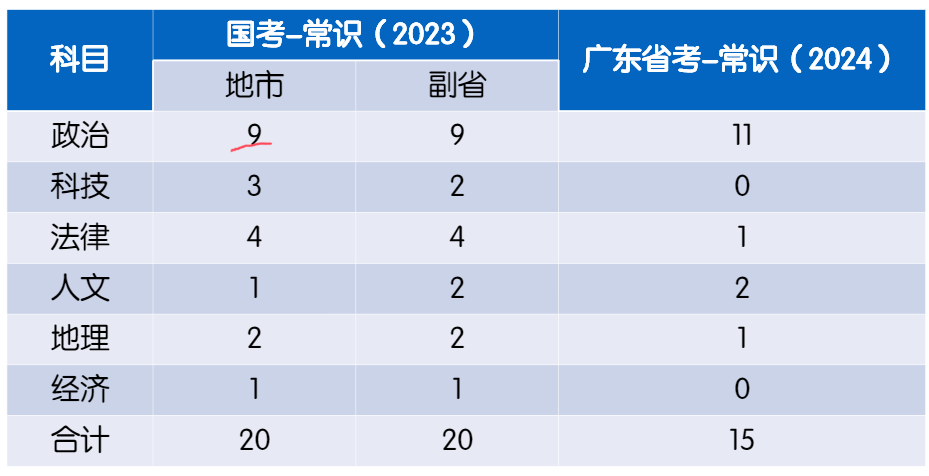 科目 国考-常识（2023） 广东省考-常识（2024）
地市 副省
政治 9 9 11
科技 3 2 0
法律 4 4 1
人文 1 2 2
地理 2 2 1
经济 1 1 0
合计 20 20 15